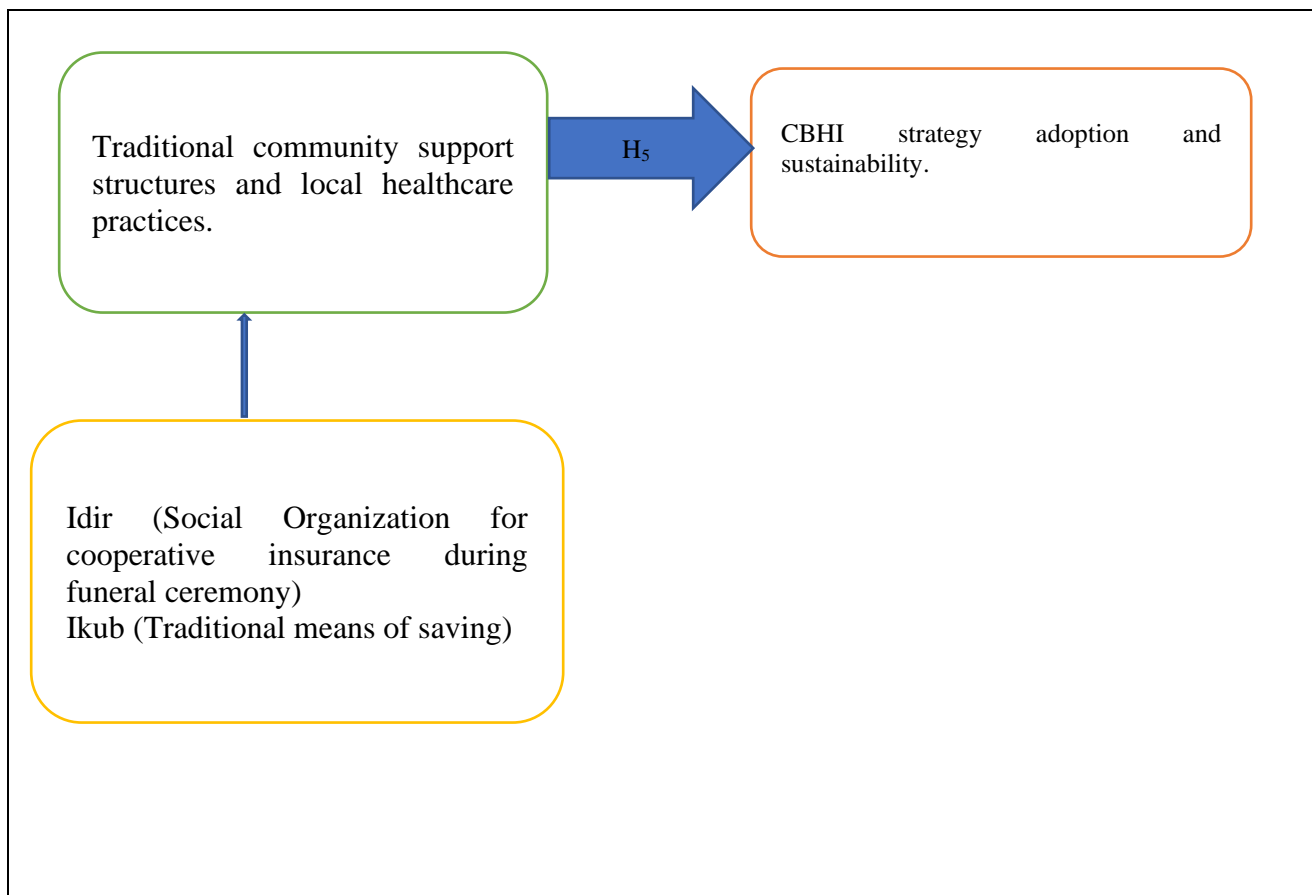 Traditional community support
structures and local healthcare
practices.
H₅
CBHI strategy adoption and
sustainability.
Idir (Social Organization for
cooperative insurance during
funeral ceremony)
Ikub (Traditional means of saving)